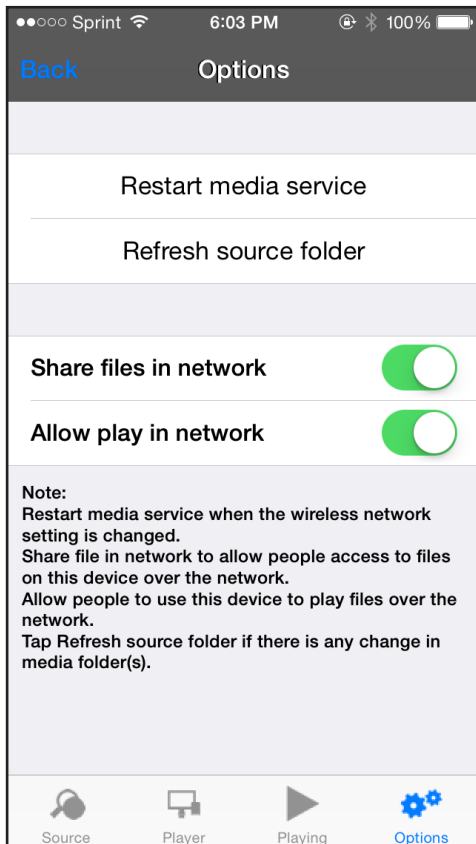 Sprint 6:03 PM 100%
Back Options
Restart media service
Refresh source folder
Share files in network
Allow play in network
Note:
Restart media service when the wireless network
setting is changed.
Share file in network to allow people access to files
on this device over the network.
Allow people to use this device to play files over the
network.
Tap Refresh source folder if there is any change in
media folder(s).
Source Player Playing Options